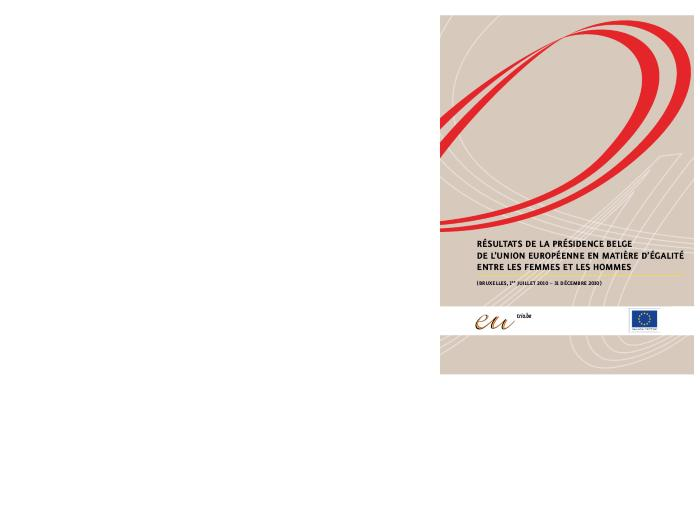 RÉSULTATS DE LA PRÉSIDENCE BELGE
DE L'UNION EUROPÉENNE EN MATIÈRE D'ÉGALITÉ
ENTRE LES FEMMES ET LES HOMMES
(BRUXELLES, 1ER JUILLET 2010 – 31 DÉCEMBRE 2010)
eu trio.be